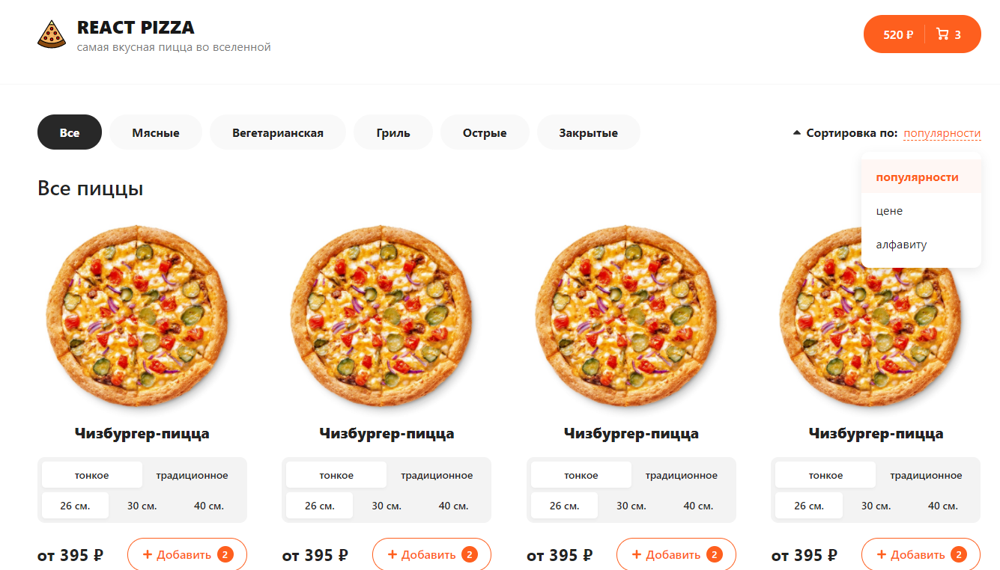 REACT PIZZA
самая вкусная пицца во вселенной
520 ₽ 3
Все Мясные Вегетарианская Гриль Острые Закрытые
Сортировка по: популярности
популярности
цене
алфавиту
Все пиццы
Чизбургер-пицца Чизбургер-пицца Чизбургер-пицца Чизбургер-пицца
тонкое традиционное тонкое традиционное тонкое традиционное тонкое традиционное
26 см. 30 см. 40 см. 26 см. 30 см. 40 см. 26 см. 30 см. 40 см. 26 см. 30 см. 40 см.
от 395 ₽ + Добавить 2 от 395 ₽ + Добавить 2 от 395 ₽ + Добавить 2 от 395 ₽ + Добавить 2